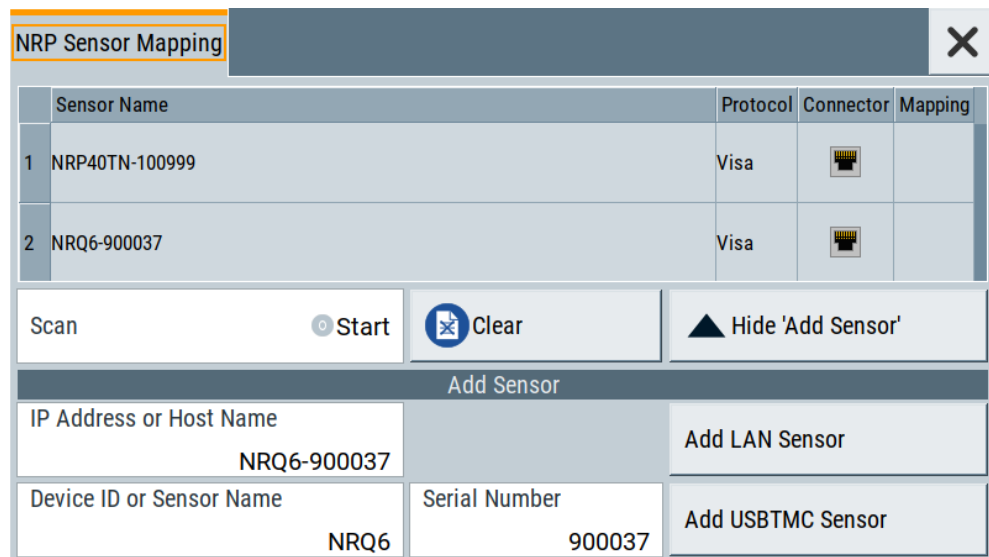 NRP Sensor Mapping
Sensor Name Protocol Connector Mapping
1 NRP40TN-100999 Visa
2 NRQ6-900037 Visa
Scan Start Clear Hide 'Add Sensor'
Add Sensor
IP Address or Host Name
NRQ6-900037
Add LAN Sensor
Device ID or Sensor Name
NRQ6
Serial Number
900037
Add USBTMC Sensor